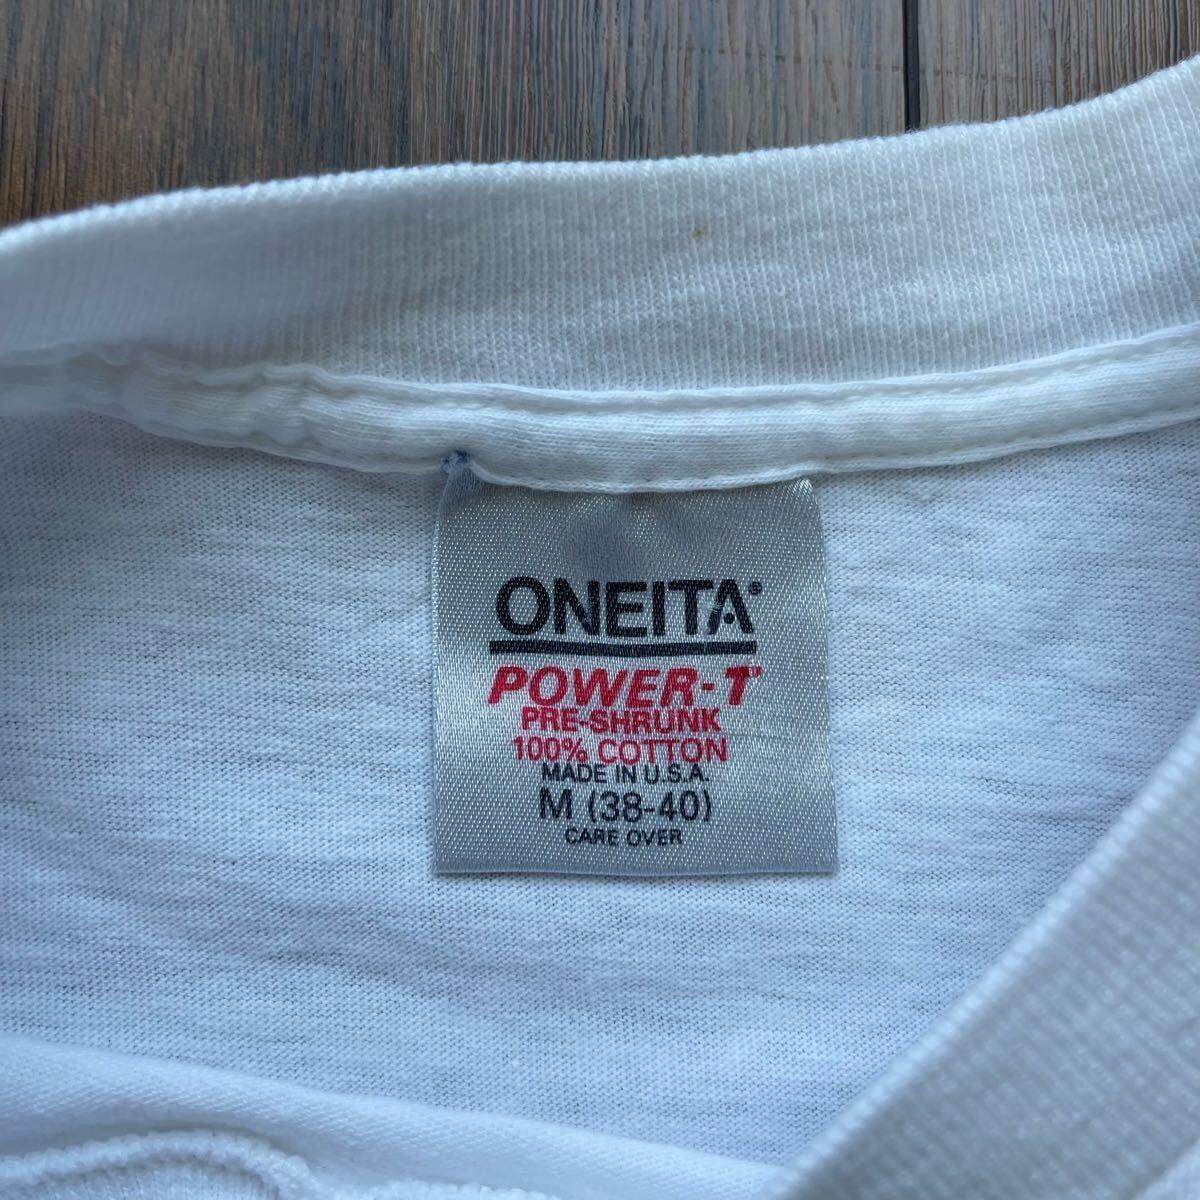 ONEITA®
POWER-T
PRE-SHRUNK
100% COTTON
MADE IN U.S.A.
M (38-40)
CARE OVER